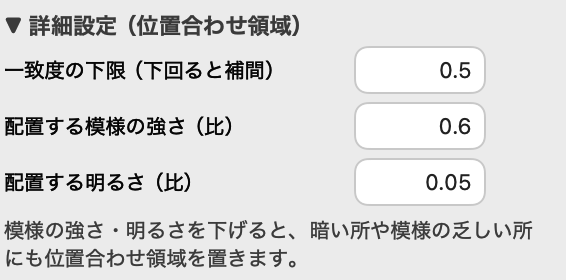 ▼ 詳細設定（位置合わせ領域）
一致度の下限（下回ると補間） 0.5
配置する模様の強さ（比） 0.6
配置する明るさ（比） 0.05
模様の強さ・明るさを下げると、暗い所や模様の乏しい所
にも位置合わせ領域を置きます。